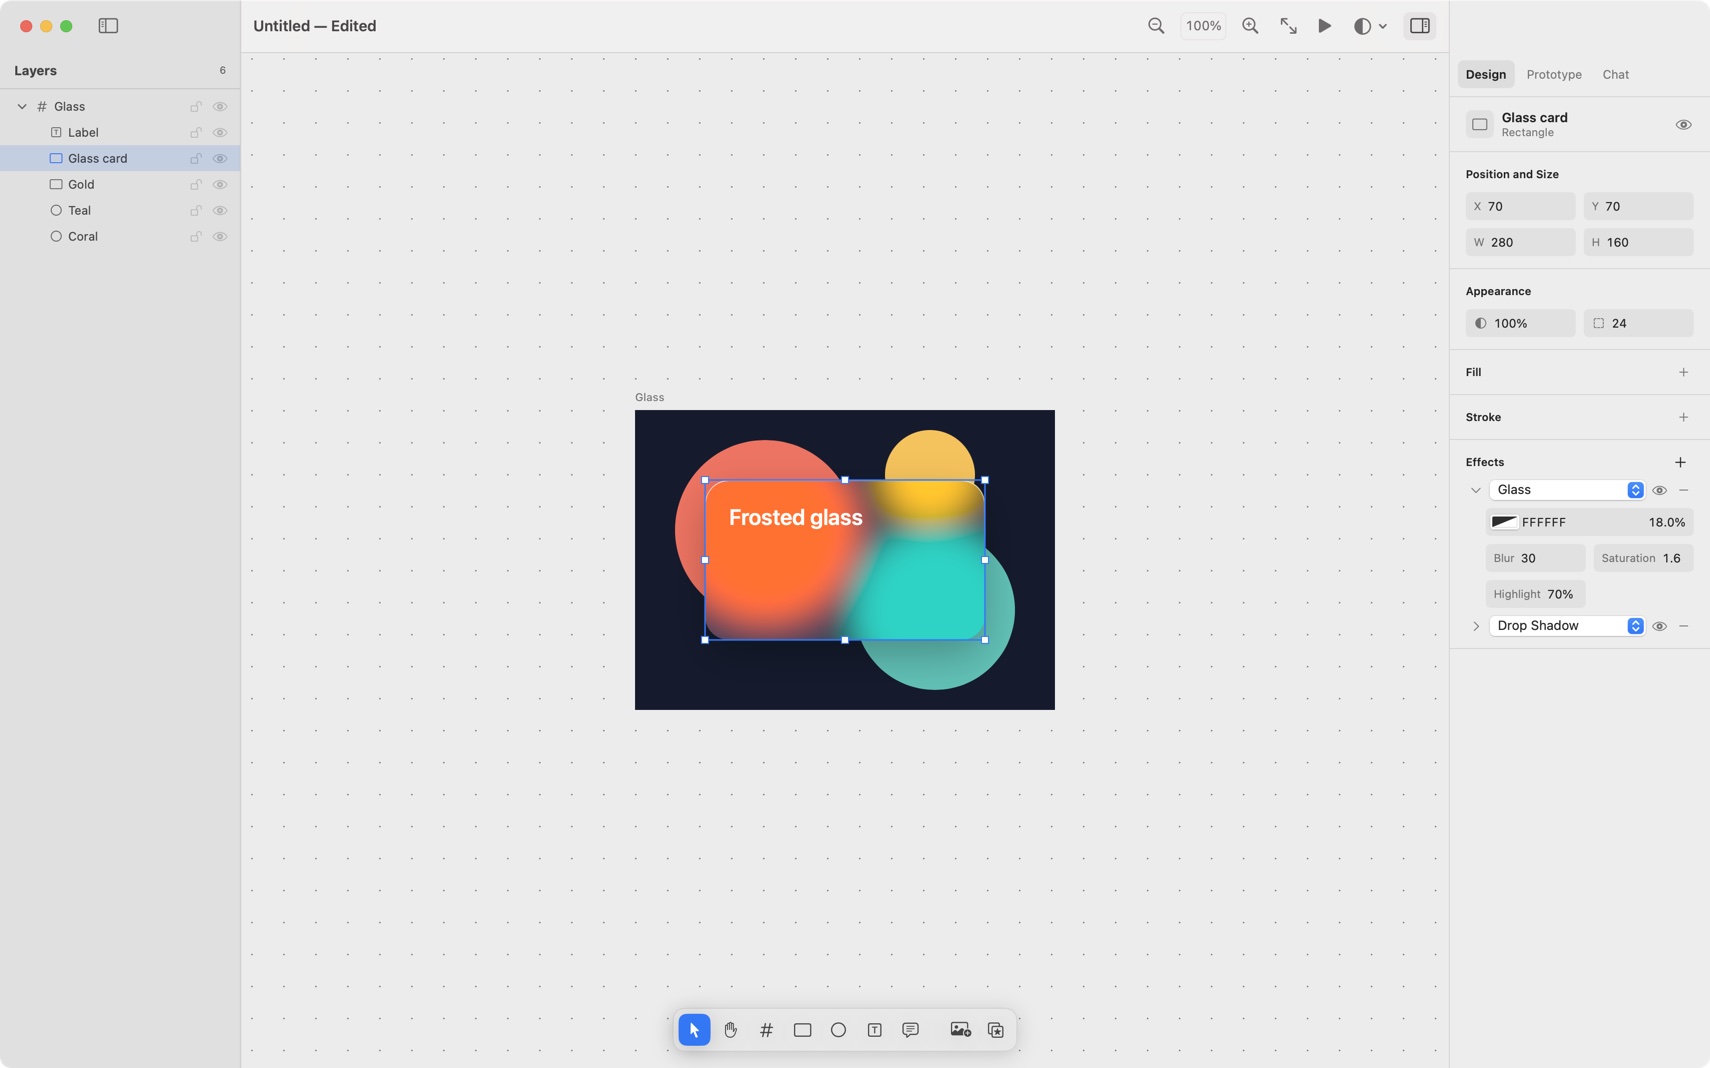 Untitled — Edited
100%
Layers
6
Glass
Label
Glass card
Gold
Teal
Coral
Glass
Frosted glass
Design
Prototype
Chat
Glass card
Rectangle
Position and Size
X 70
Y 70
W 280
H 160
Appearance
100%
24
Fill
Stroke
Effects
Glass
FFFFFF
18.0%
Blur 30
Saturation 1.6
Highlight 70%
Drop Shadow